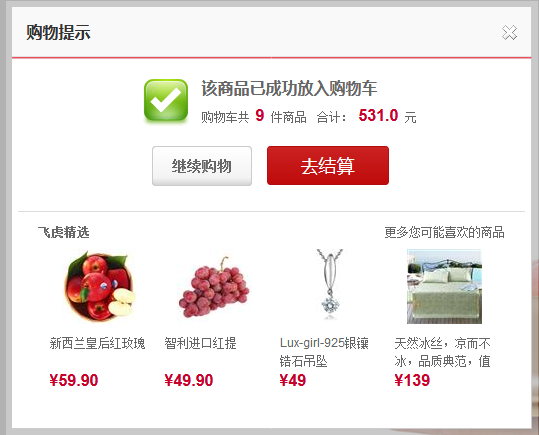 购物提示
该商品已成功放入购物车
购物车共 9 件商品 合计： 531.0 元
继续购物 去结算
飞虎精选 更多您可能喜欢的商品
新西兰皇后红玫瑰
¥59.90
智利进口红提
¥49.90
Lux-girl-925银镶
锆石吊坠
¥49
天然冰丝，凉而不
冰，品质典范，值
¥139